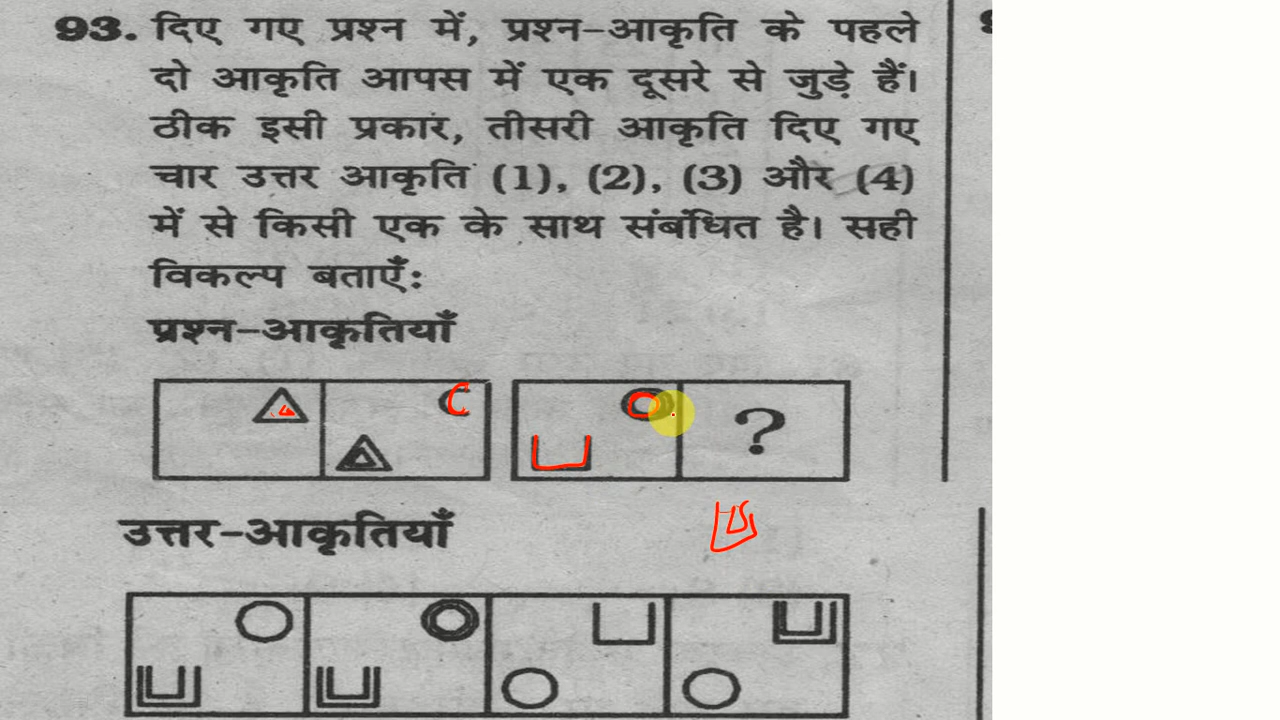 93. दिए गए प्रश्न में, प्रश्न-आकृति के पहले
दो आकृति आपस में एक दूसरे से जुड़े हैं।
ठीक इसी प्रकार, तीसरी आकृति दिए गए
चार उत्तर आकृति (1), (2), (3) और (4)
में से किसी एक के साथ संबंधित है। सही
विकल्प बताएँः
प्रश्न-आकृतियाँ
?
उत्तर-आकृतियाँ